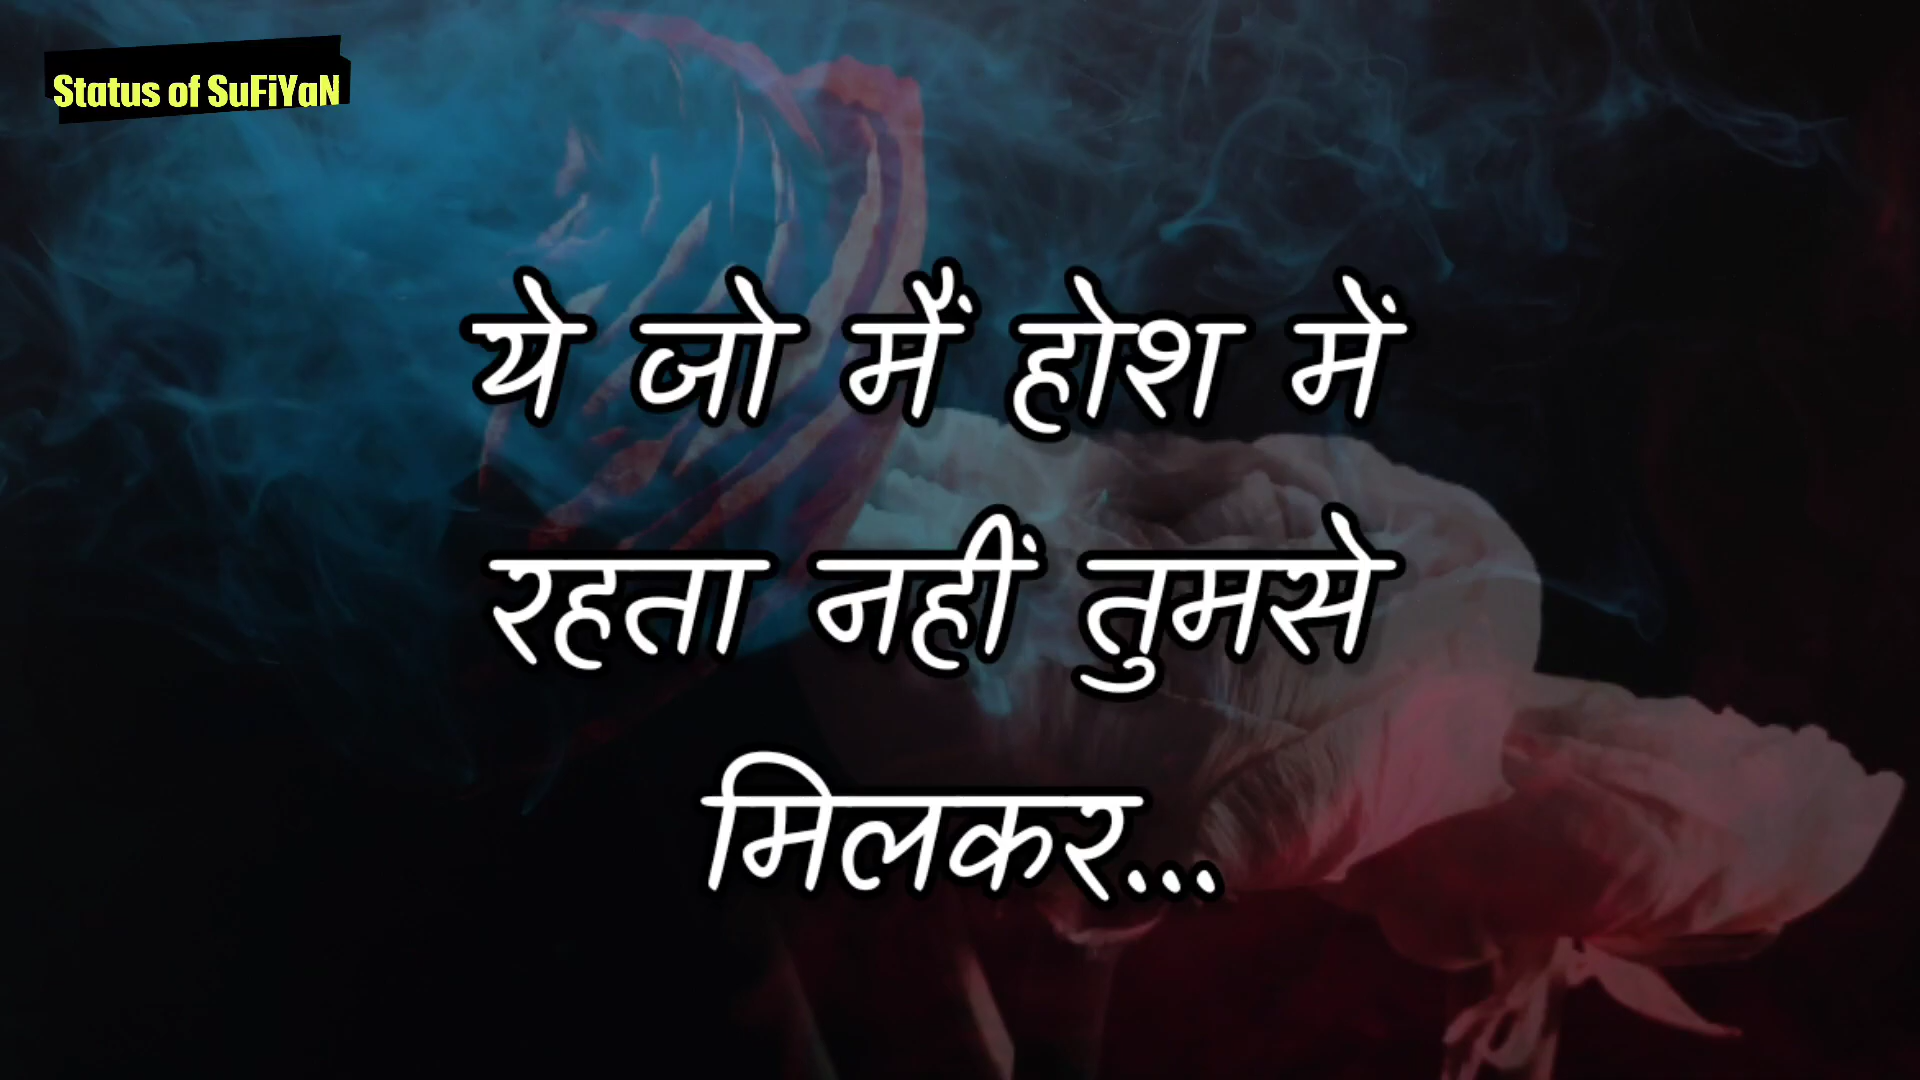 Status of SuFiYaN
ये जो मैं होश में
रहता नहीं तुमसे
मिलकर...